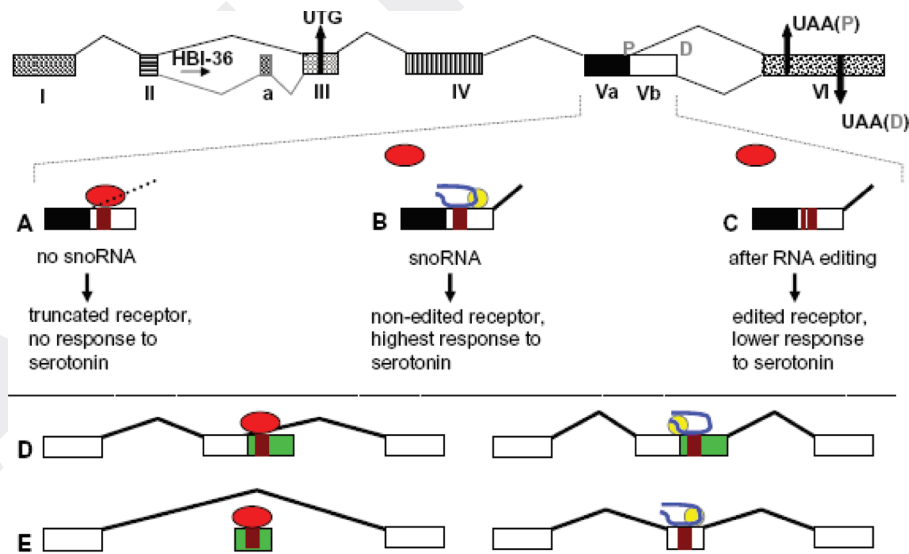 UTG
UAA(P)
HBI-36
P D
I II a III IV Va Vb VI
UAA(D)
A B C
no snoRNA
snoRNA
after RNA editing
truncated receptor,
no response to
serotonin
non-edited receptor,
highest response to
serotonin
edited receptor,
lower response
to serotonin
D
E